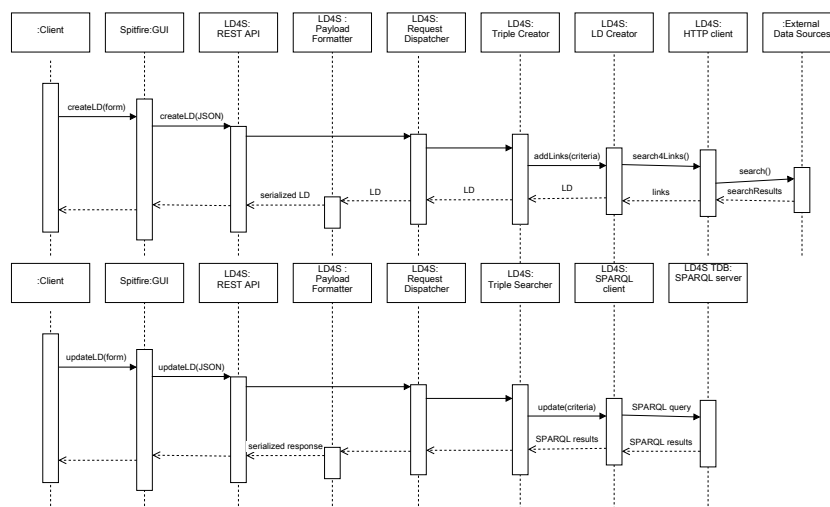 :Client
Spitfire:GUI
LD4S:
REST API
LD4S :
Payload
Formatter
LD4S:
Request
Dispatcher
LD4S:
Triple Creator
LD4S:
LD Creator
LD4S:
HTTP client
:External
Data Sources
createLD(form)
createLD(JSON)
addLinks(criteria)
search4Links()
search()
serialized LD
LD
LD
LD
links
searchResults
:Client
Spitfire:GUI
LD4S:
REST API
LD4S :
Payload
Formatter
LD4S:
Request
Dispatcher
LD4S:
Triple Searcher
LD4S:
SPARQL
client
LD4S TDB:
SPARQL server
updateLD(form)
updateLD(JSON)
update(criteria)
SPARQL query
serialized response
SPARQL results
SPARQL results